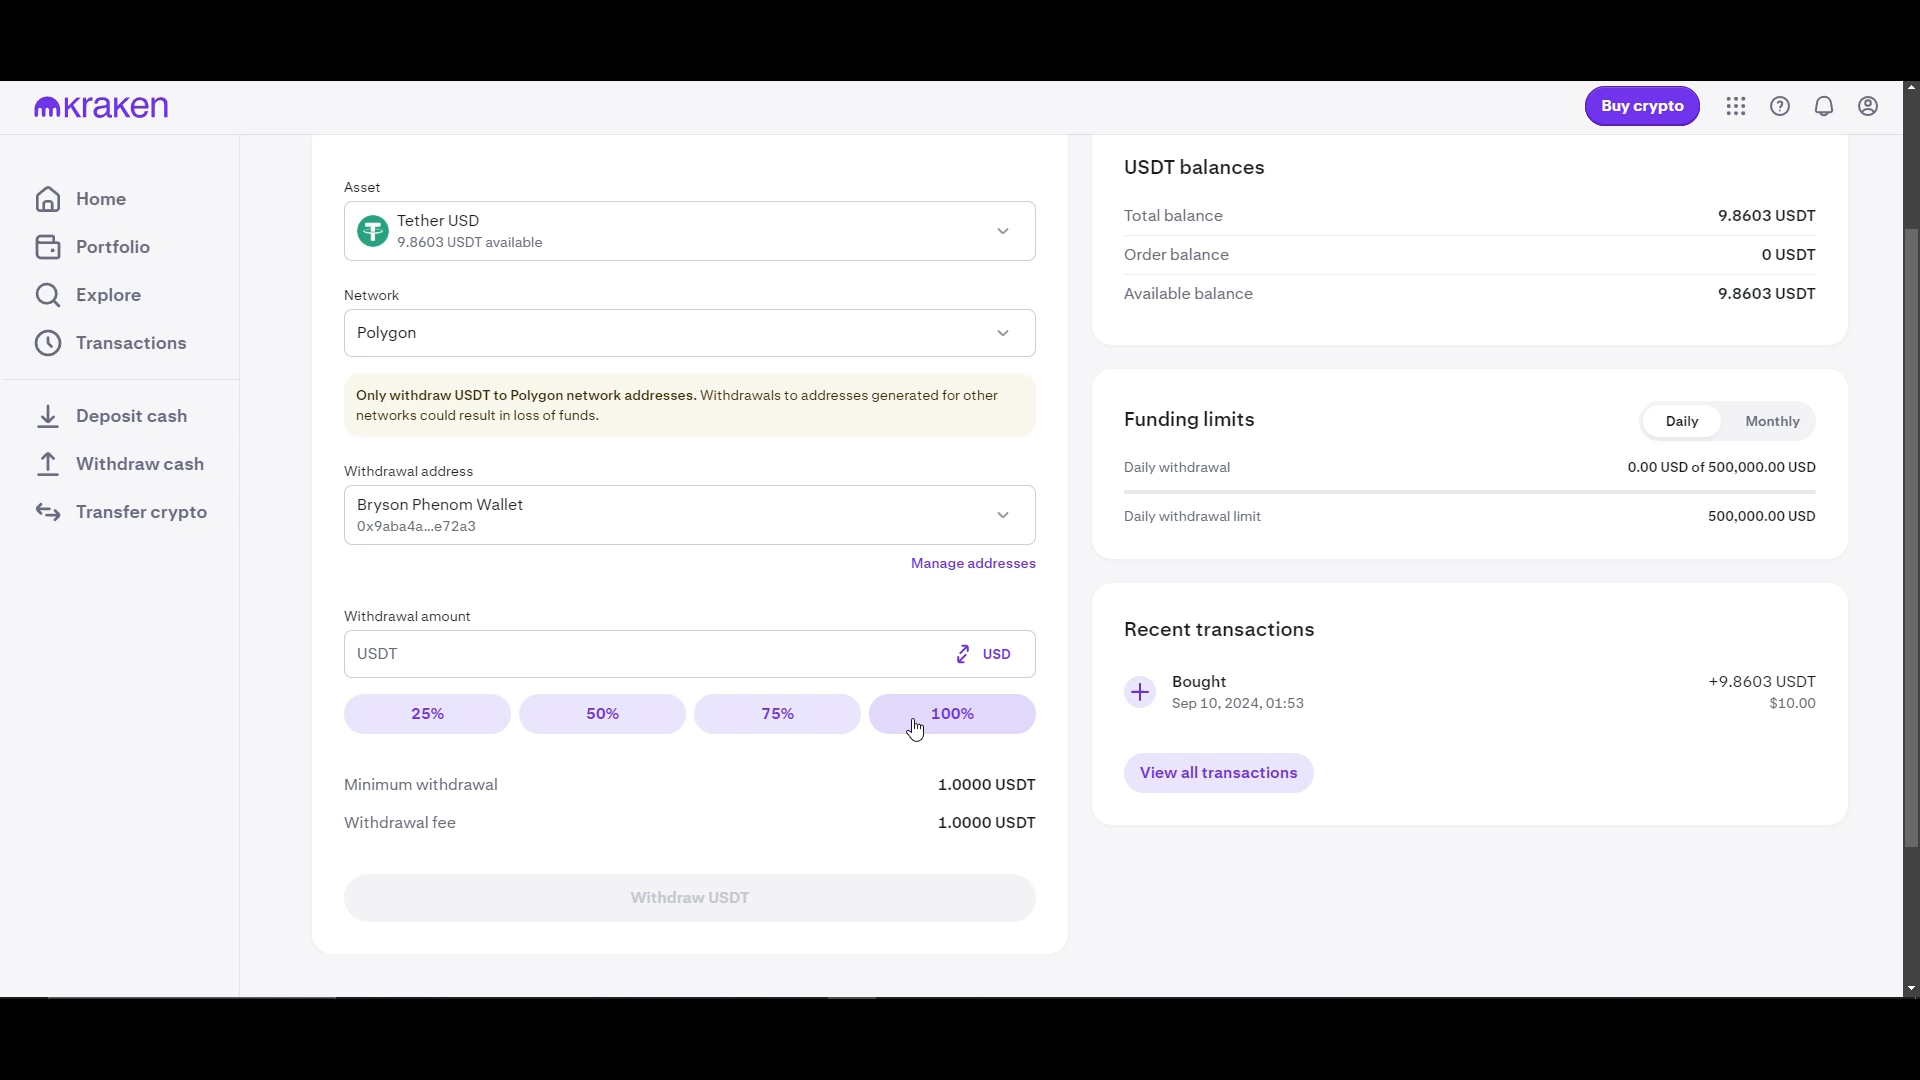 kraken
Buy crypto
Home
Portfolio
Explore
Transactions
Deposit cash
Withdraw cash
Transfer crypto
Asset
Tether USD
9.8603 USDT available
Network
Polygon
Only withdraw USDT to Polygon network addresses. Withdrawals to addresses generated for other
networks could result in loss of funds.
Withdrawal address
Bryson Phenom Wallet
0x9aba4a...e72a3
Manage addresses
Withdrawal amount
USDT USD
25% 50% 75% 100%
Minimum withdrawal 1.0000 USDT
Withdrawal fee 1.0000 USDT
Withdraw USDT
USDT balances
Total balance 9.8603 USDT
Order balance 0 USDT
Available balance 9.8603 USDT
Funding limits Daily Monthly
Daily withdrawal 0.00 USD of 500,000.00 USD
Daily withdrawal limit 500,000.00 USD
Recent transactions
Bought +9.8603 USDT
Sep 10, 2024, 01:53 $10.00
View all transactions